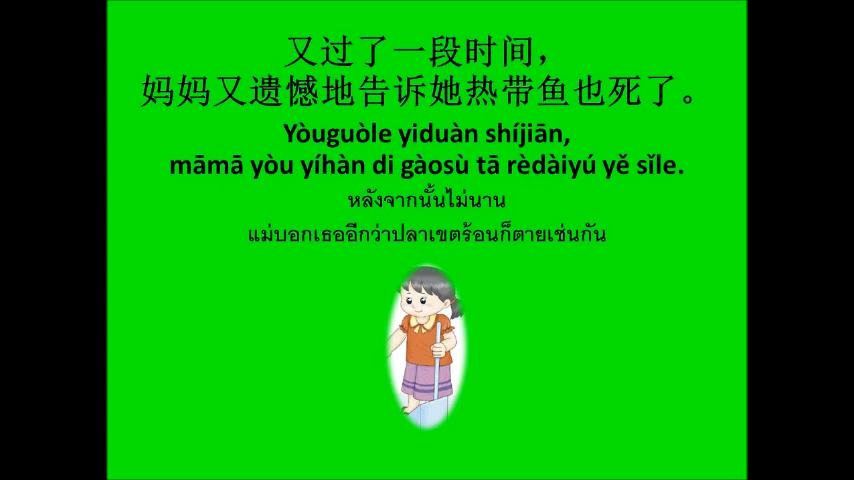 又过了一段时间，
妈妈又遗憾地告诉她热带鱼也死了。
Yòuguòle yiduàn shíjiān,
māmā yòu yíhàn di gàosù tā rèdàiyú yě sǐle.
หลังจากนั้นไม่นาน
แม่บอกเธออีกว่าปลาเขตร้อนก็ตายเช่นกัน